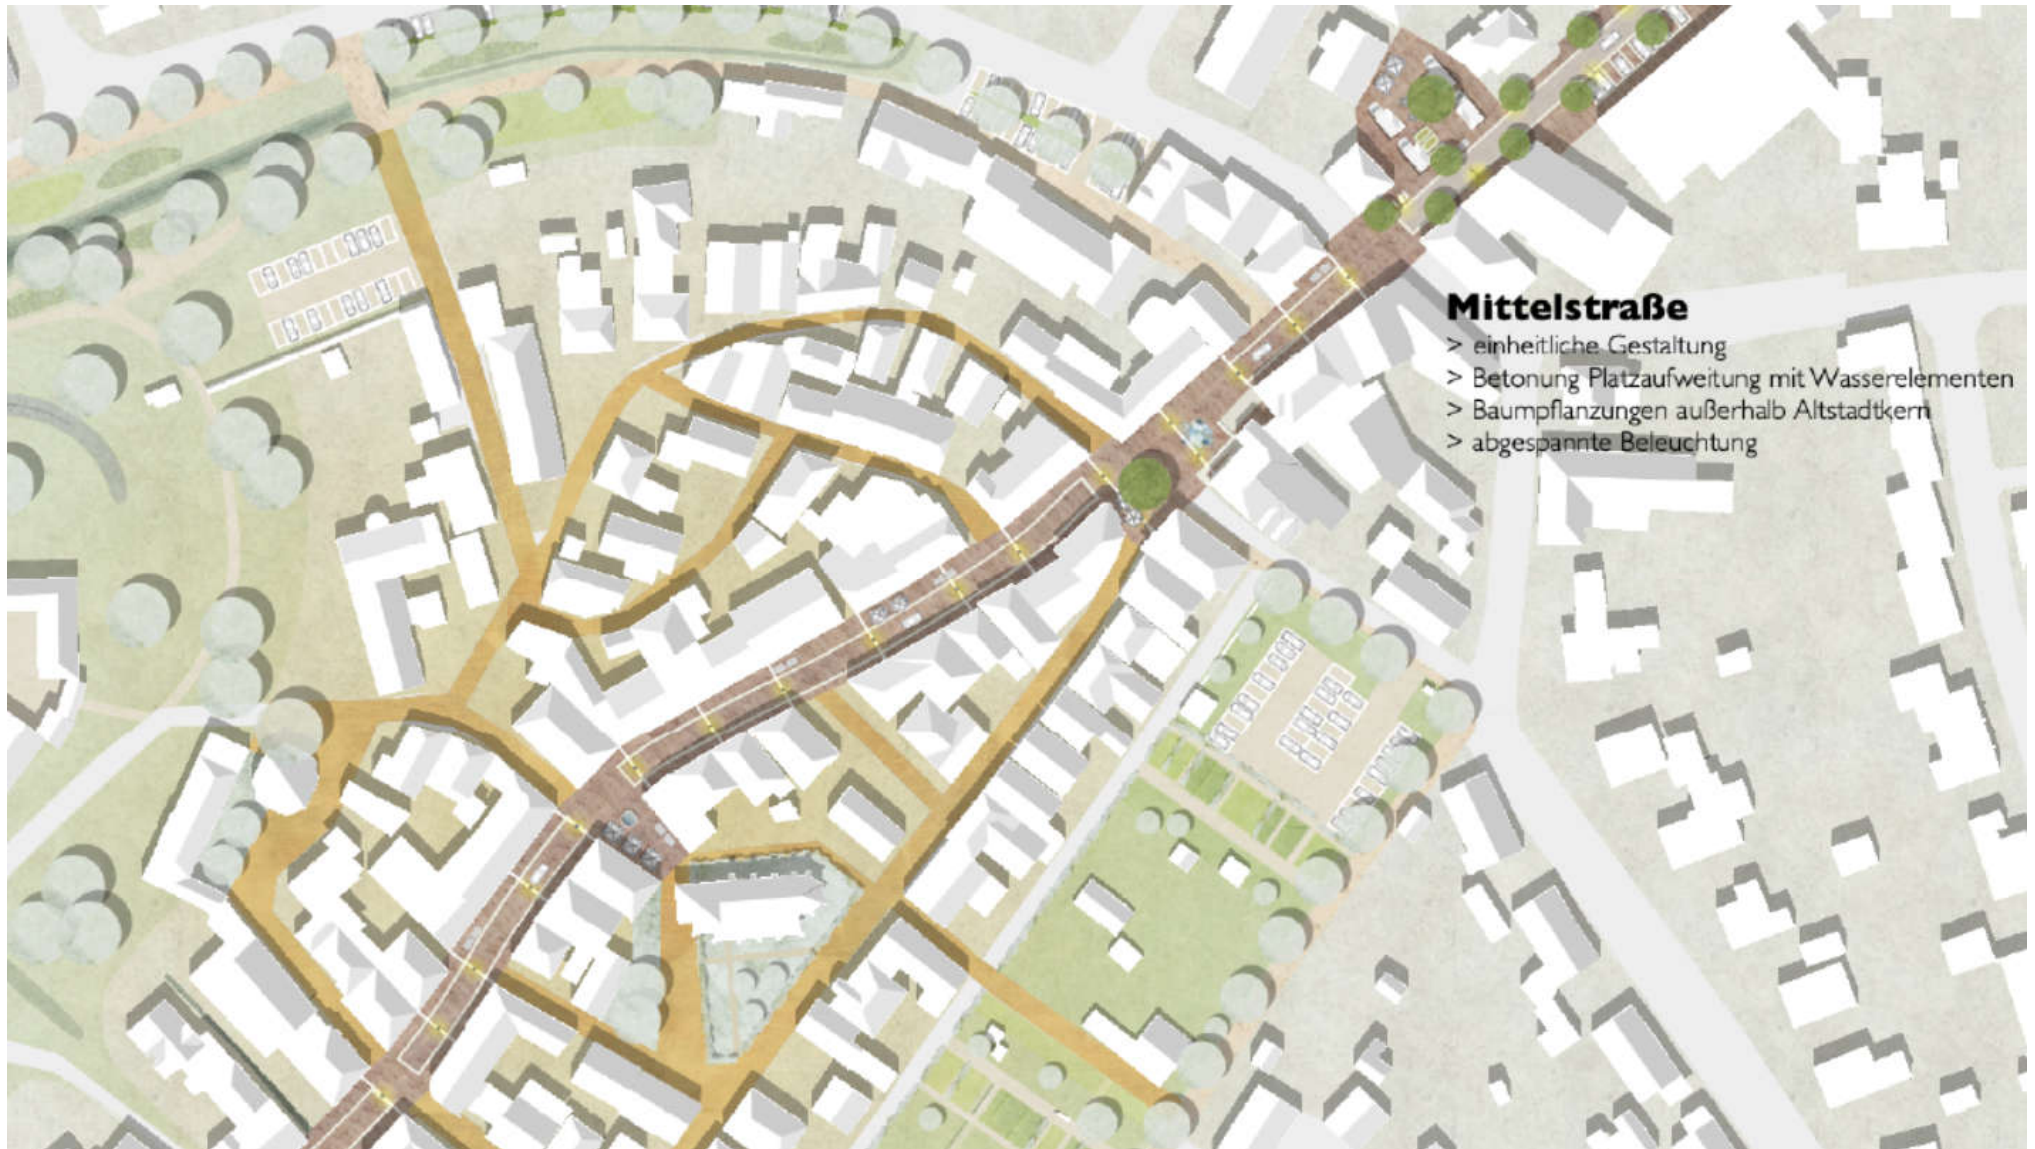 Mittelstraße
> einheitliche Gestaltung
> Betonung Platzaufweitung mit Wasserelementen
> Baumpflanzungen außerhalb Altstadtkern
> abgespannte Beleuchtung